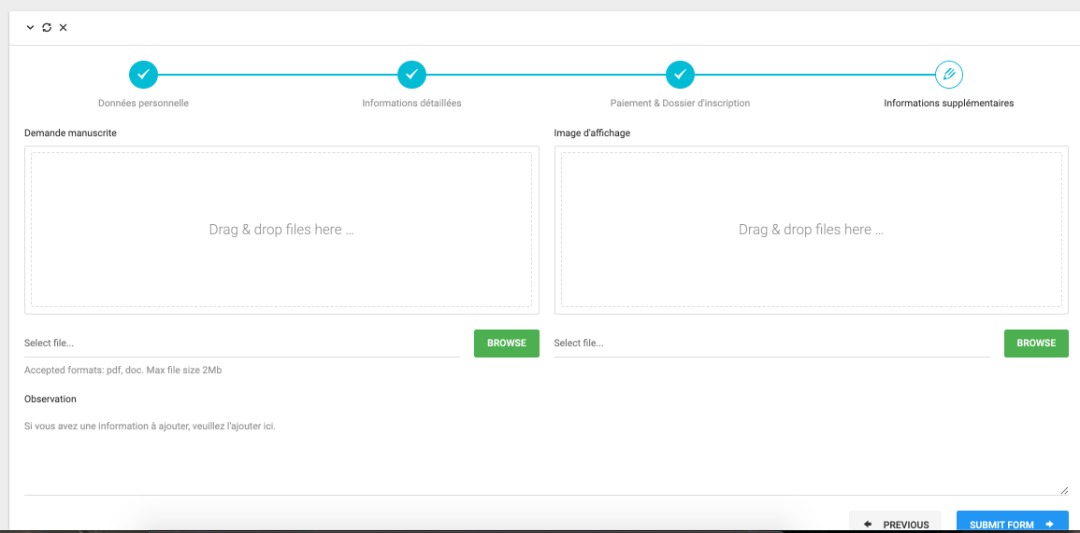 Données personnelle
Informations détaillées
Paiement & Dossier d'inscription
Informations supplémentaires
Demande manuscrite
Image d'affichage
Drag & drop files here ...
Drag & drop files here ...
Select file...
BROWSE
Select file...
BROWSE
Accepted formats: pdf, doc. Max file size 2Mb
Observation
Si vous avez une information à ajouter, veuillez l'ajouter ici.
PREVIOUS
SUBMIT FORM